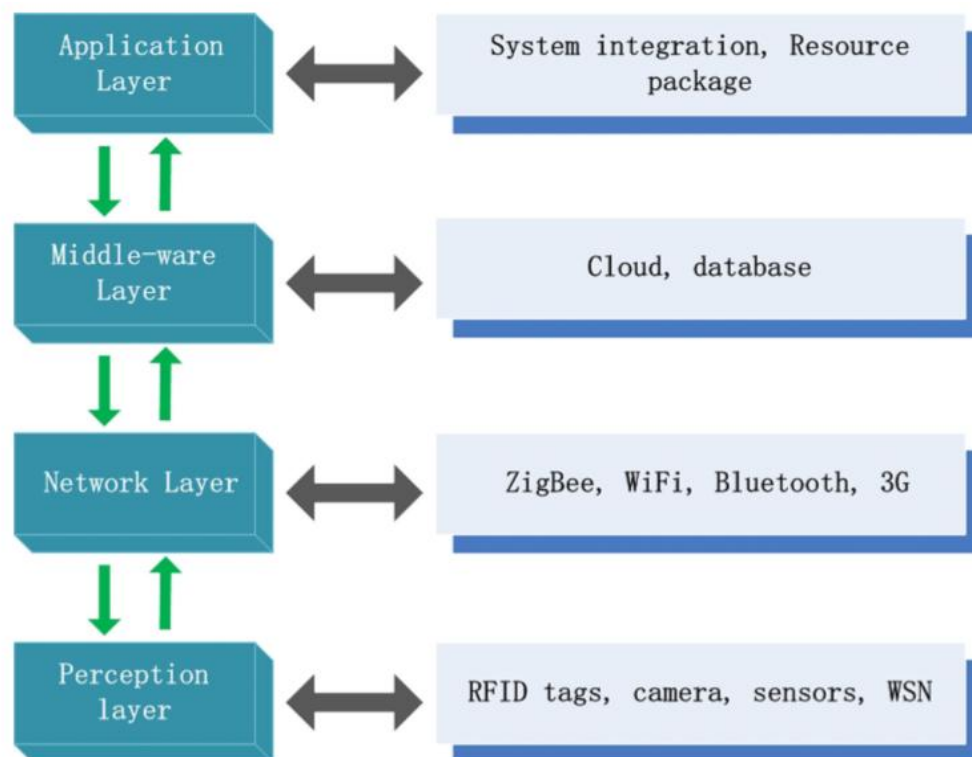 Application
Layer
System integration, Resource
package
Middle-ware
Layer
Cloud, database
Network Layer
ZigBee, WiFi, Bluetooth, 3G
Perception
layer
RFID tags, camera, sensors, WSN